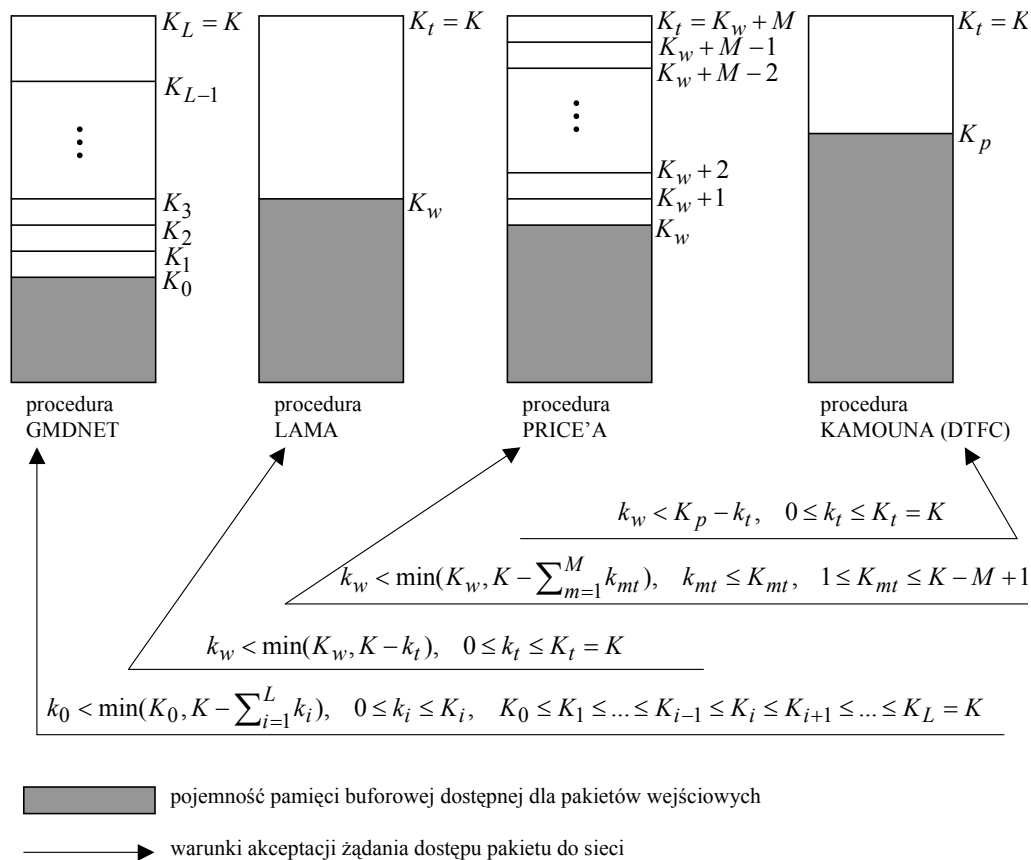 K_L = K
K_{L-1}
K_3
K_2
K_1
K_0
procedura
GMDNET
K_t = K
K_w
procedura
LAMA
K_t = K_w + M
K_w + M - 1
K_w + M - 2
K_w + 2
K_w + 1
K_w
procedura
PRICE'A
K_t = K
K_p
procedura
KAMOUNA (DTFC)
k_w < K_p - k_t, 0 ≤ k_t ≤ K_t = K
k_w < min(K_w, K - ∑_{m=1}^{M} k_{mt}), k_{mt} ≤ K_{mt}, 1 ≤ K_{mt} ≤ K - M + 1
k_w < min(K_w, K - k_t), 0 ≤ k_t ≤ K_t = K
k_0 < min(K_0, K - ∑_{i=1}^{L} k_i), 0 ≤ k_i ≤ K_i, K_0 ≤ K_1 ≤ ... ≤ K_{i-1} ≤ K_i ≤ K_{i+1} ≤ ... ≤ K_L = K
pojemność pamięci buforowej dostępnej dla pakietów wejściowych
warunki akceptacji żądania dostępu pakietu do sieci